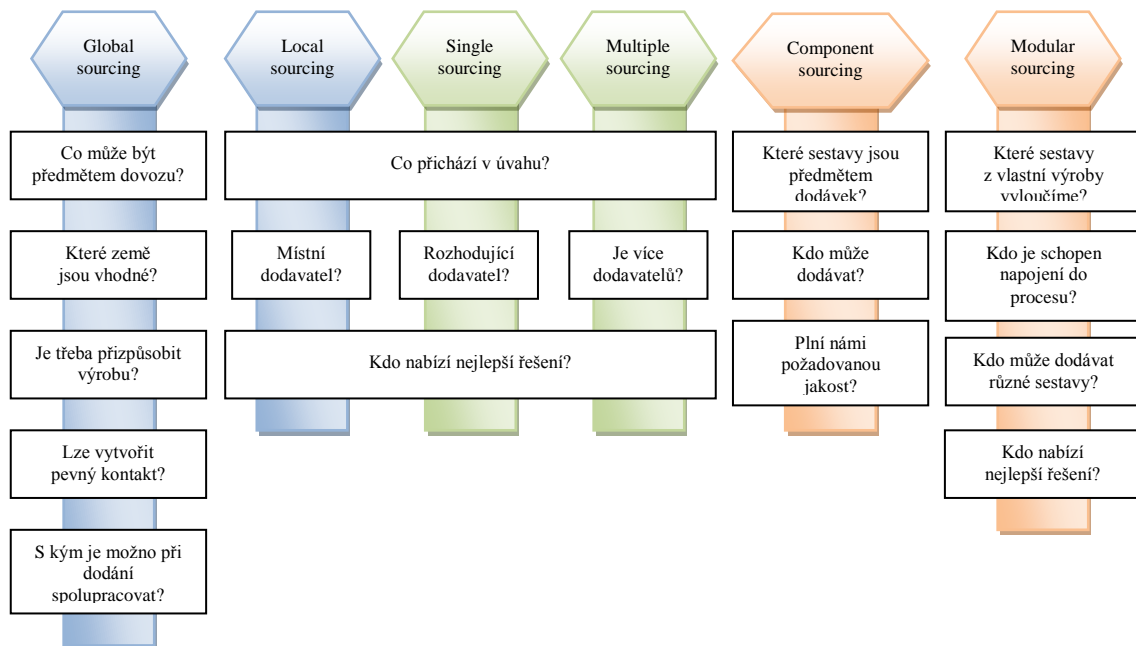 Global
sourcing
Local
sourcing
Single
sourcing
Multiple
sourcing
Component
sourcing
Modular
sourcing
Co může být
předmětem dovozu?
Co přichází v úvahu?
Které sestavy jsou
předmětem
dodávek?
Které sestavy
z vlastní výroby
vyloučíme?
Které země
jsou vhodné?
Místní
dodavatel?
Rozhodující
dodavatel?
Je více
dodavatelů?
Kdo může
dodávat?
Kdo je schopen
napojení do
procesu?
Je třeba přizpůsobit
výrobu?
Kdo nabízí nejlepší řešení?
Plní námi
požadovanou
jakost?
Kdo může dodávat
různé sestavy?
Lze vytvořit
pevný kontakt?
Kdo nabízí
nejlepší řešení?
S kým je možno při
dodání
spolupracovat?